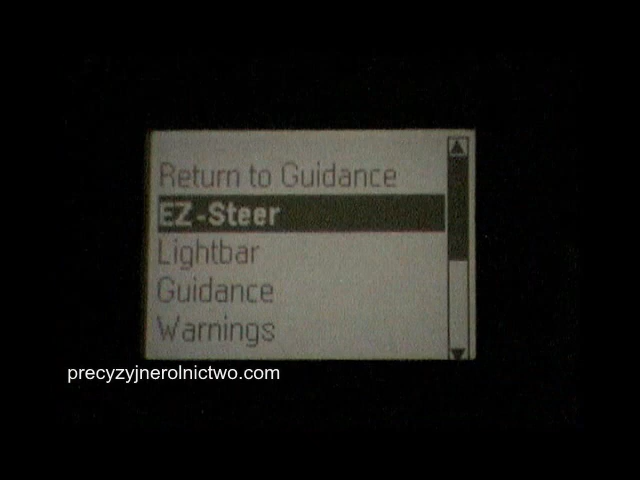 Return to Guidance
EZ-Steer
Lightbar
Guidance
Warnings
precyzyjnerolnictwo.com